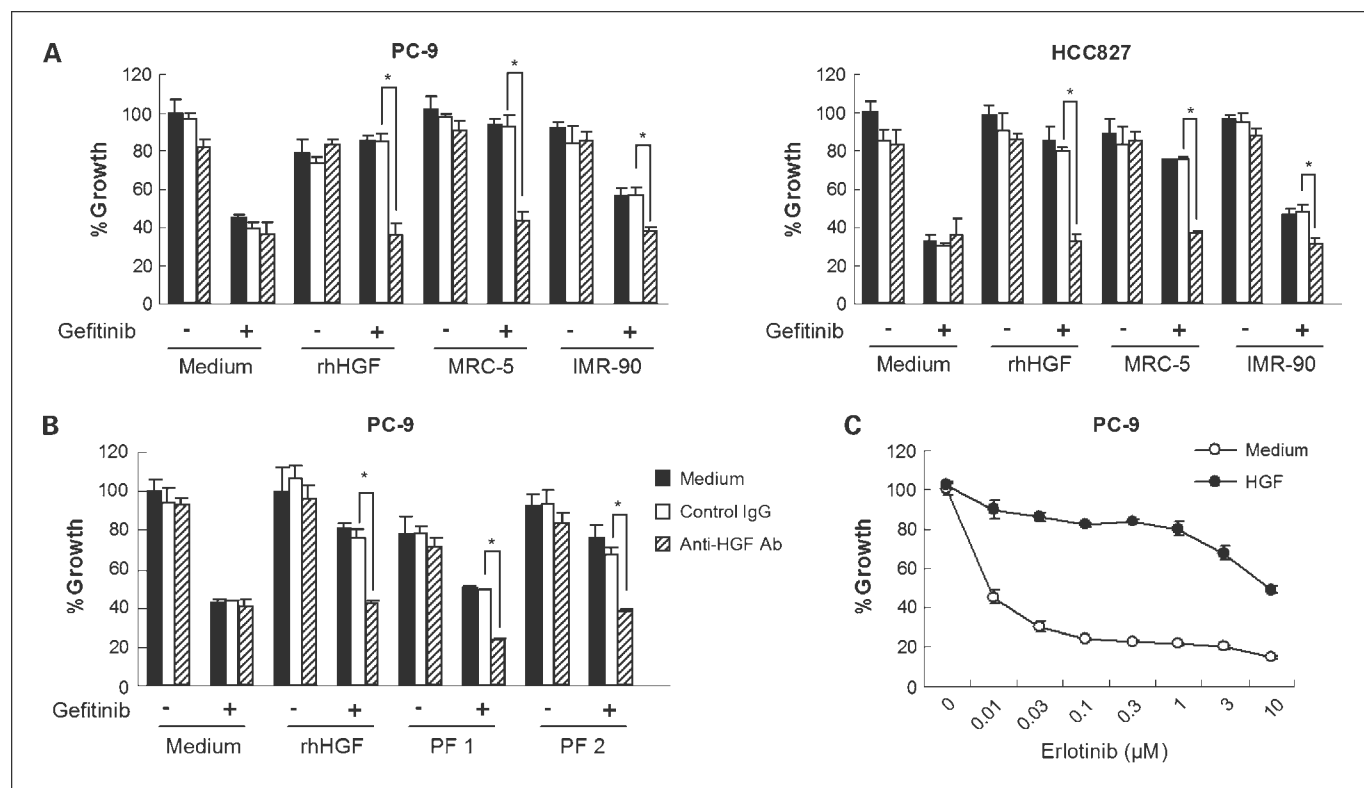 A
PC-9
%Growth
120
100
80
60
40
20
0
* * *
Gefitinib - + - + - + - +
Medium rhHGF MRC-5 IMR-90
HCC827
%Growth
120
100
80
60
40
20
0
* * *
Gefitinib - + - + - + - +
Medium rhHGF MRC-5 IMR-90
B
PC-9
%Growth
120
100
80
60
40
20
0
* * *
Gefitinib - + - + - + - +
Medium rhHGF PF 1 PF 2
Medium
Control IgG
Anti-HGF Ab
C
PC-9
Medium
HGF
%Growth
120
100
80
60
40
20
0
0 0.01 0.03 0.1 0.3 1 3 10
Erlotinib (µM)